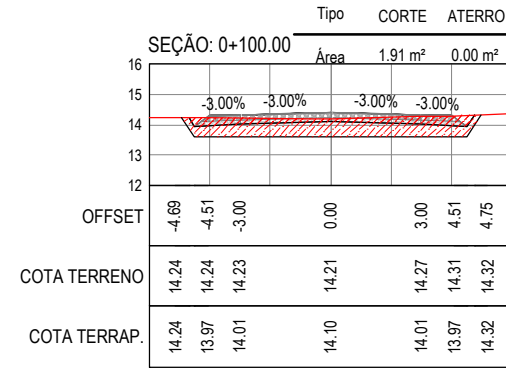 Tipo CORTE ATERRO
SEÇÃO: 0+100.00
Área 1.91 m² 0.00 m²
16
15
-3.00% -3.00% -3.00% -3.00%
14
13
12
OFFSET -4.69 -4.51 -3.00 0.00 3.00 4.51 4.75
COTA TERRENO 14.24 14.24 14.23 14.21 14.27 14.31 14.32
COTA TERRAP. 14.24 13.97 14.01 14.10 14.01 13.97 14.32